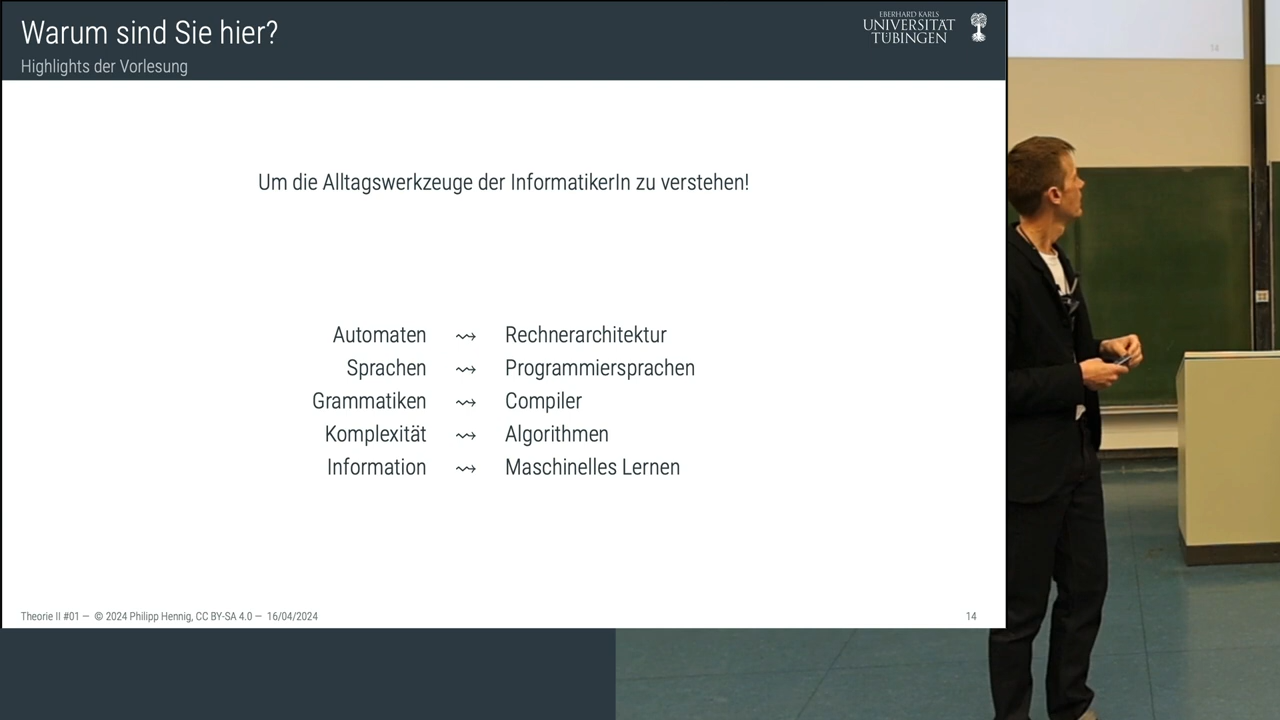 Warum sind Sie hier?
Highlights der Vorlesung
EBERHARD KARLS
UNIVERSITÄT
TÜBINGEN
Um die Alltagswerkzeuge der InformatikerIn zu verstehen!
Automaten ⇝ Rechnerarchitektur
Sprachen ⇝ Programmiersprachen
Grammatiken ⇝ Compiler
Komplexität ⇝ Algorithmen
Information ⇝ Maschinelles Lernen
Theorie II #01 — © 2024 Philipp Hennig, CC BY-SA 4.0 — 16/04/2024
14
14